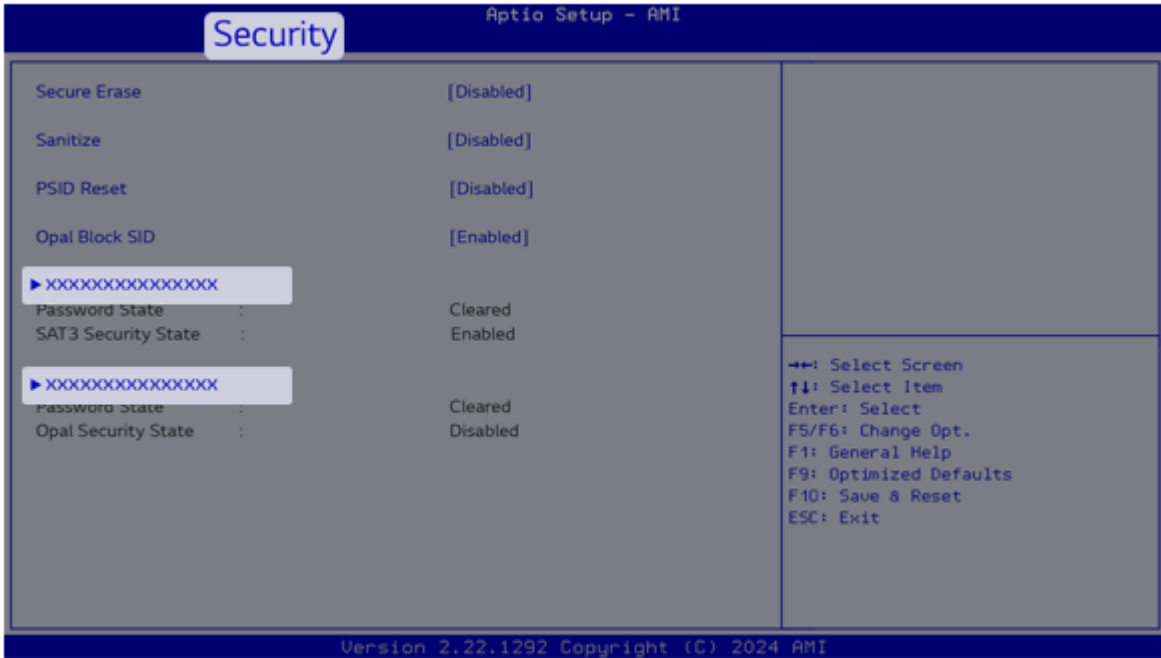 Aptio Setup - AMI
Security
Secure Erase [Disabled]
Sanitize [Disabled]
PSID Reset [Disabled]
Opal Block SID [Enabled]
►XXXXXXXXXXXXXXX
Password State : Cleared
SAT3 Security State : Enabled
►XXXXXXXXXXXXXXX
Password State : Cleared
Opal Security State : Disabled
→←: Select Screen
↑↓: Select Item
Enter: Select
F5/F6: Change Opt.
F1: General Help
F9: Optimized Defaults
F10: Save & Reset
ESC: Exit
Version 2.22.1292 Copyright (C) 2024 AMI